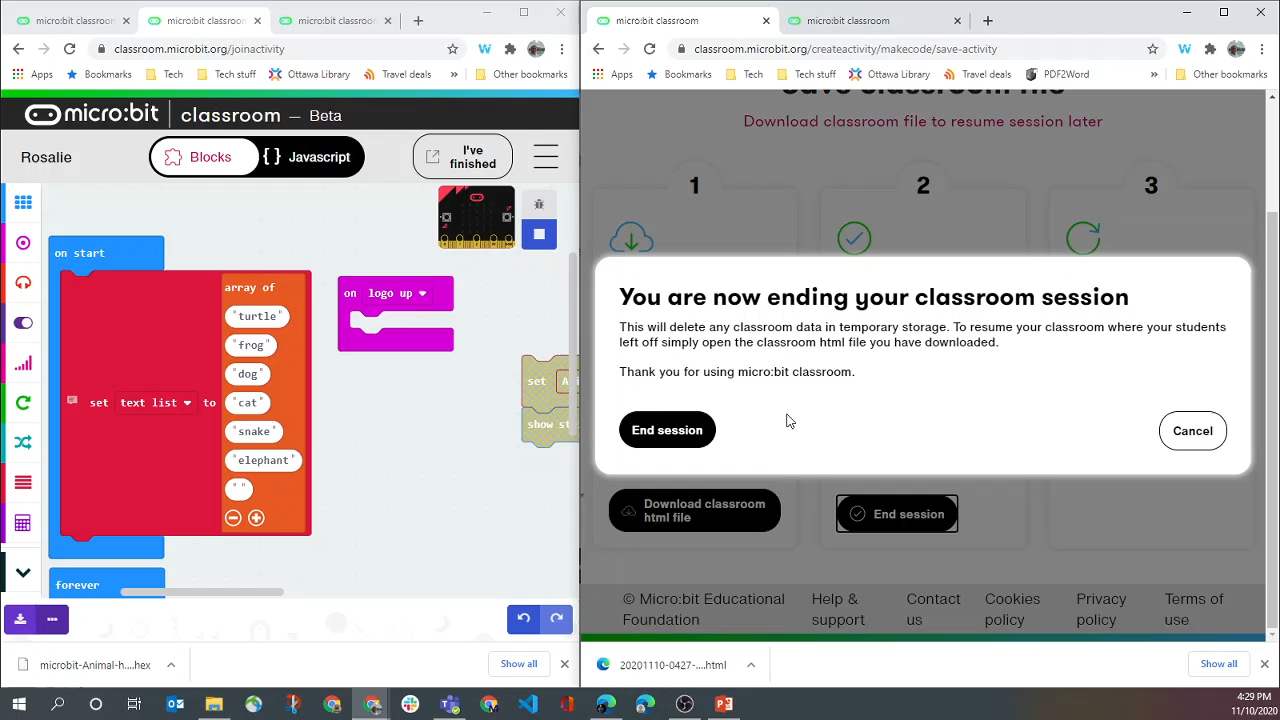 micro:bit classroom
micro:bit classroom
micro:bit classroom
classroom.microbit.org/joinactivity
Apps
Bookmarks
Tech
Tech stuff
Ottawa Library
Travel deals
»
Other bookmarks
micro:bit classroom — Beta
Rosalie
Blocks
{ } Javascript
I've
finished
on start
array of
"turtle"
"frog"
"dog"
set text list to "cat"
"snake"
"elephant"
" "
on logo up
set
show st
forever
microbit-Animal-h....hex
Show all
micro:bit classroom
micro:bit classroom
classroom.microbit.org/createactivity/makecode/save-activity
Apps
Bookmarks
Tech
Tech stuff
Ottawa Library
Travel deals
PDF2Word
»
Other bookmarks
Save classroom file
Download classroom file to resume session later
1 2 3
You are now ending your classroom session
This will delete any classroom data in temporary storage. To resume your classroom where your students
left off simply open the classroom html file you have downloaded.
Thank you for using micro:bit classroom.
End session
Cancel
Download classroom
html file
End session
© Micro:bit Educational
Foundation
Help &
support
Contact
us
Cookies
policy
Privacy
policy
Terms of
use
20201110-0427-....html
Show all
4:29 PM
11/10/2020